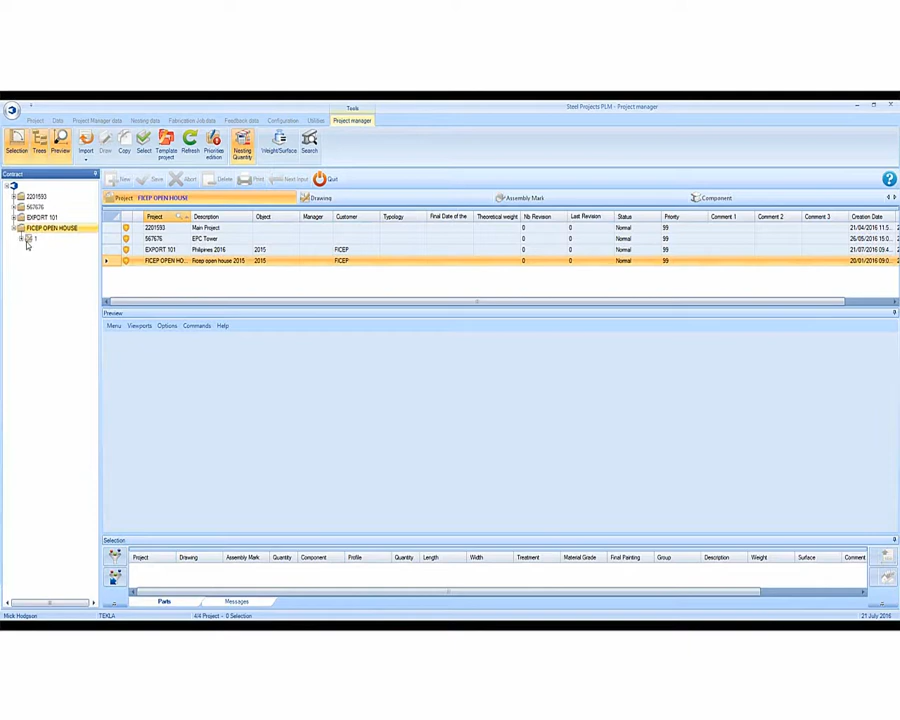 Tools
Steel Projects PLM - Project manager
Project Data Project Manager data Nesting data Fabrication Job data Feedback data Configuration Utilities Project manager
Selection Trees Preview Import Draw Copy Select Template project Refresh Priorities edition Nesting Quantity Weight/Surface Search
Contract
New Save Abort Delete Print Next Input Quit
Project FICEP OPEN HOUSE Drawing Assembly Mark Component
2201593
567676
EXPORT 101
FICEP OPEN HOUSE
1
Project Description Object Manager Customer Typology Final Date of the Theoretical weight Nb Revision Last Revision Status Priority Comment 1 Comment 2 Comment 3 Creation Date
2201593 Main Project 0 0 Normal 99 21/04/2016 11:5...
567676 EPC Tower 0 0 Normal 99 26/05/2016 09:...
EXPORT 101 Philipines 2016 2015 FICEP 0 0 Normal 99 21/07/2016 09:4...
FICEP OPEN HO... Ficep open house 2015 2015 FICEP 0 0 Normal 99 20/01/2016 09:0...
Preview
Menu Viewports Options Commands Help
Selection
Project Drawing Assembly Mark Quantity Component Profile Quantity Length Width Treatment Material Grade Final Painting Group Description Weight Surface Comment
Parts Messages
Mick Hodgson TEKLA 4/4 Project - 0 Selection 21 July 2016